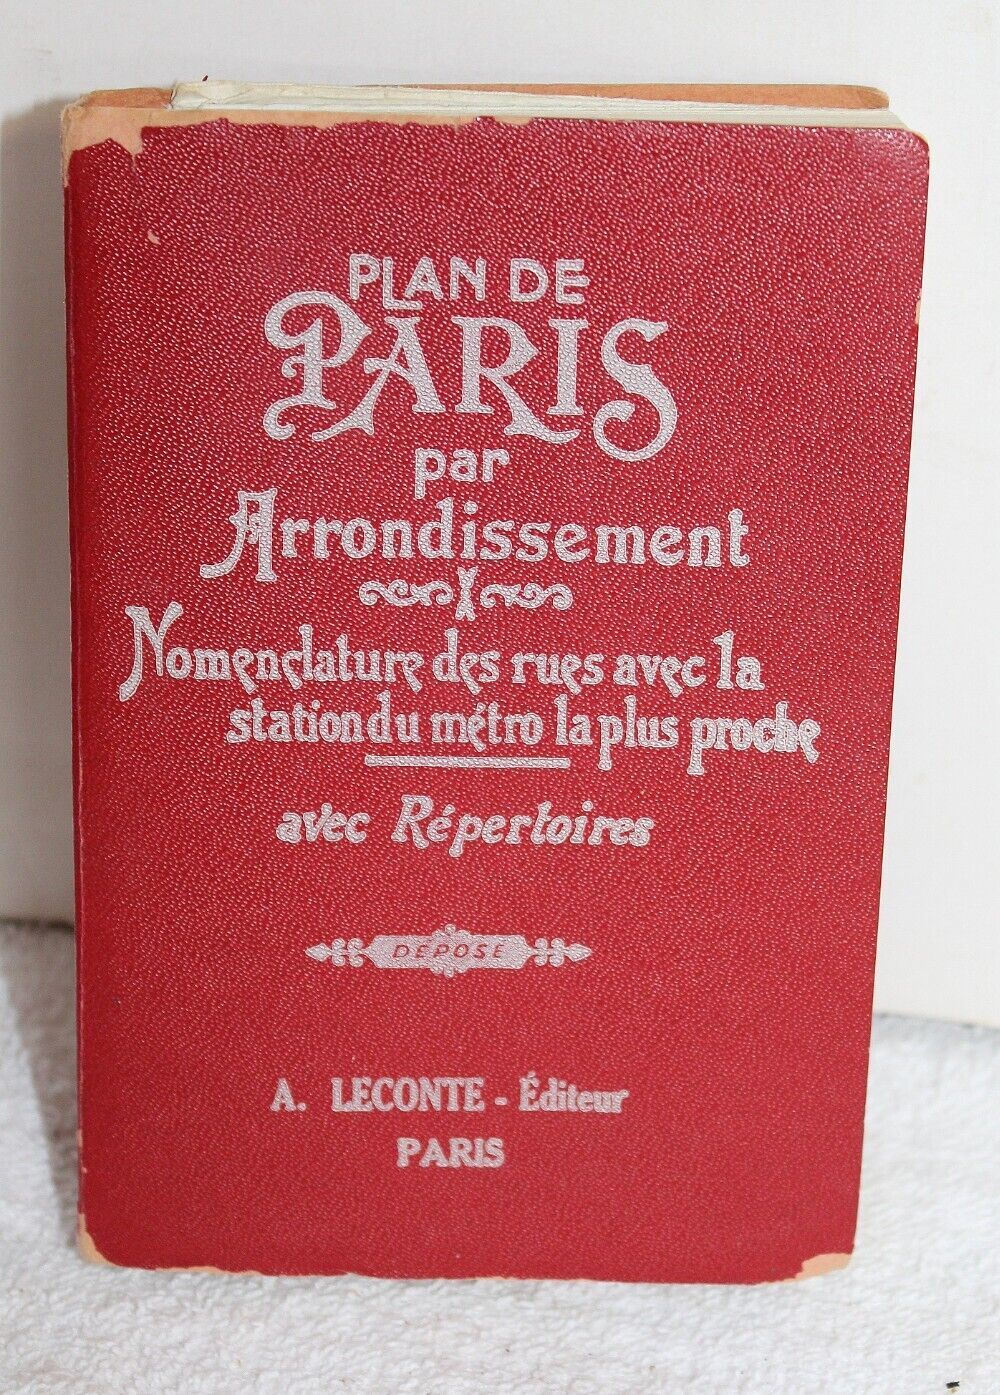 PLAN DE
PARIS
par
Arrondissement
Nomenclature des rues avec la
station du métro la plus proche
avec Répertoires
DÉPOSÉ
A. LECONTE - Éditeur
PARIS